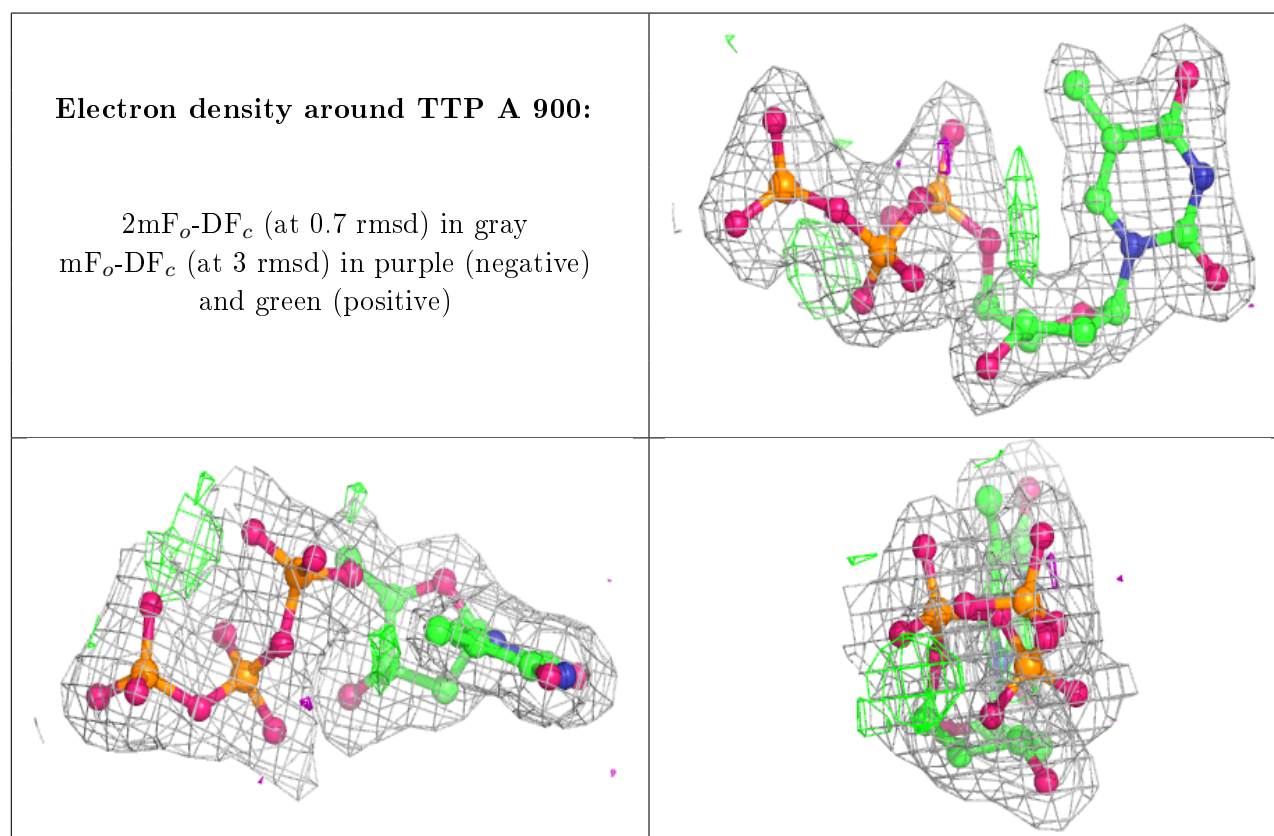 Electron density around TTP A 900:
2mFₒ-DF𝒸 (at 0.7 rmsd) in gray
mFₒ-DF𝒸 (at 3 rmsd) in purple (negative)
and green (positive)